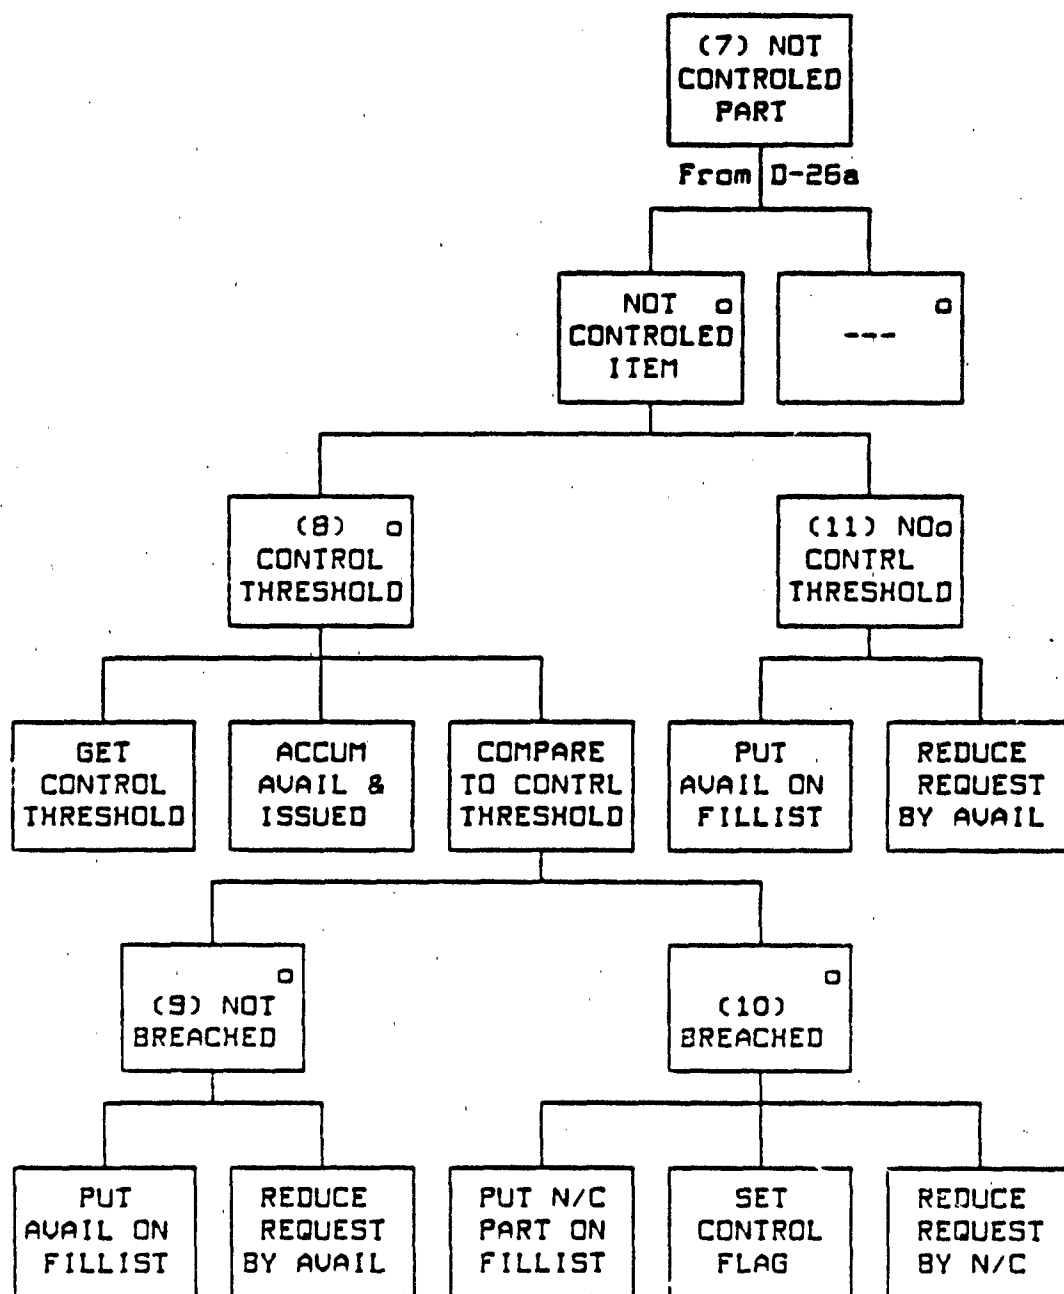 (7) NOT
CONTROLED
PART
From D-26a
NOT o
CONTROLED
ITEM
o
---
(8) o
CONTROL
THRESHOLD
(11) NOo
CONTRL
THRESHOLD
GET
CONTROL
THRESHOLD
ACCUM
AVAIL &
ISSUED
COMPARE
TO CONTRL
THRESHOLD
PUT
AVAIL ON
FILLIST
REDUCE
REQUEST
BY AVAIL
o
(9) NOT
BREACHED
o
(10)
BREACHED
PUT
AVAIL ON
FILLIST
REDUCE
REQUEST
BY AVAIL
PUT N/C
PART ON
FILLIST
SET
CONTROL
FLAG
REDUCE
REQUEST
BY N/C